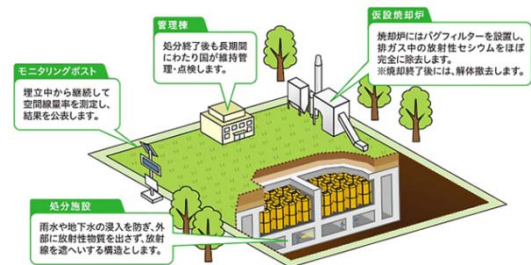 管理棟
処分終了後も長期間
にわたり国が維持管
理・点検します。
仮設焼却炉
焼却炉にはバグフィルターを設置し、
排ガス中の放射性セシウムをほぼ
完全に除去します。
※焼却終了後には、解体撤去します。
モニタリングポスト
埋立中から継続して
空間線量率を測定し、
結果を公表します。
処分施設
雨水や地下水の浸入を防ぎ、外
部に放射性物質を出さず、放射
線を遮へいする構造とします。